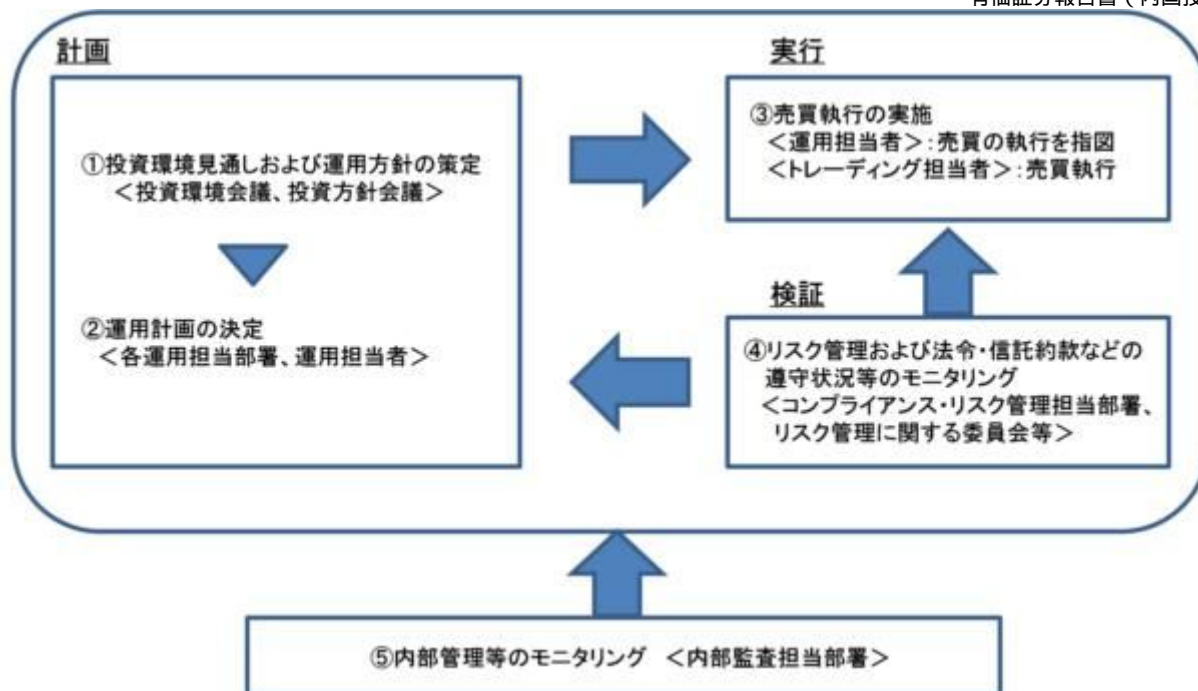 計画
①投資環境見通しおよび運用方針の策定
＜投資環境会議、投資方針会議＞
②運用計画の決定
＜各運用担当部署、運用担当者＞
実行
③売買執行の実施
＜運用担当者＞：売買の執行を指図
＜トレーディング担当者＞：売買執行
検証
④リスク管理および法令・信託約款などの
遵守状況等のモニタリング
＜コンプライアンス・リスク管理担当部署、
リスク管理に関する委員会等＞
⑤内部管理等のモニタリング ＜内部監査担当部署＞